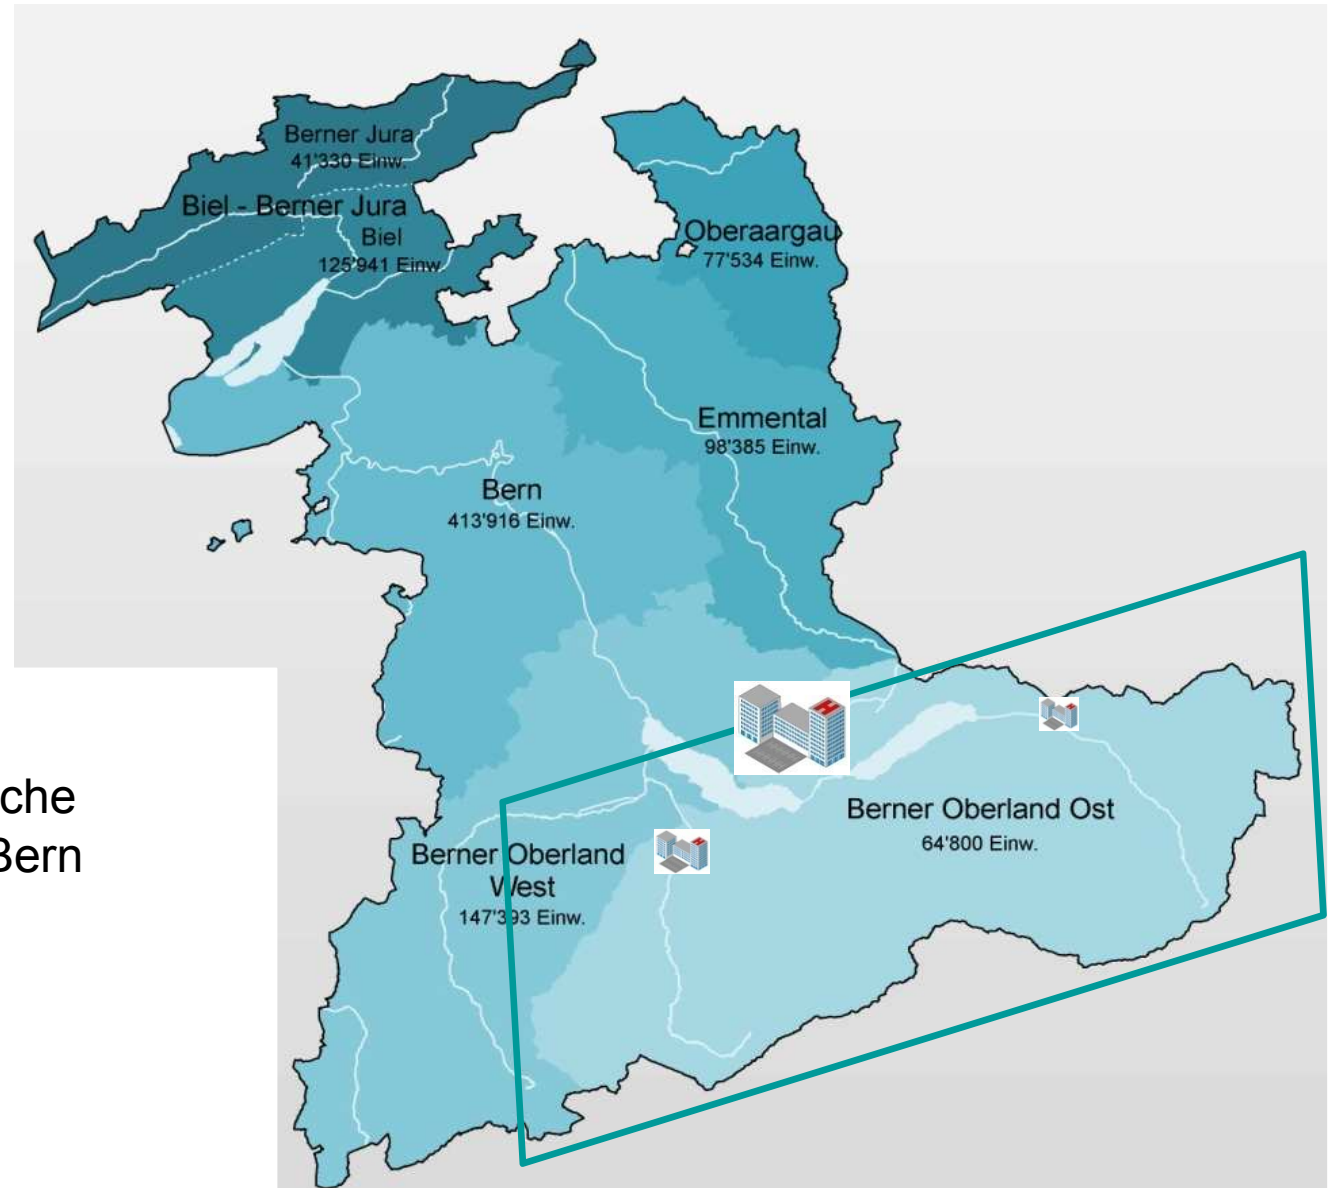 Berner Jura
41'330 Einw.
Biel - Berner Jura
Biel
125'941 Einw
Oberaargau
77'534 Einw.
Emmental
98'385 Einw.
Bern
413'916 Einw.
H
H
H
Berner Oberland Ost
64'800 Einw.
Berner Oberland
West
147'393 Einw.
che
Bern